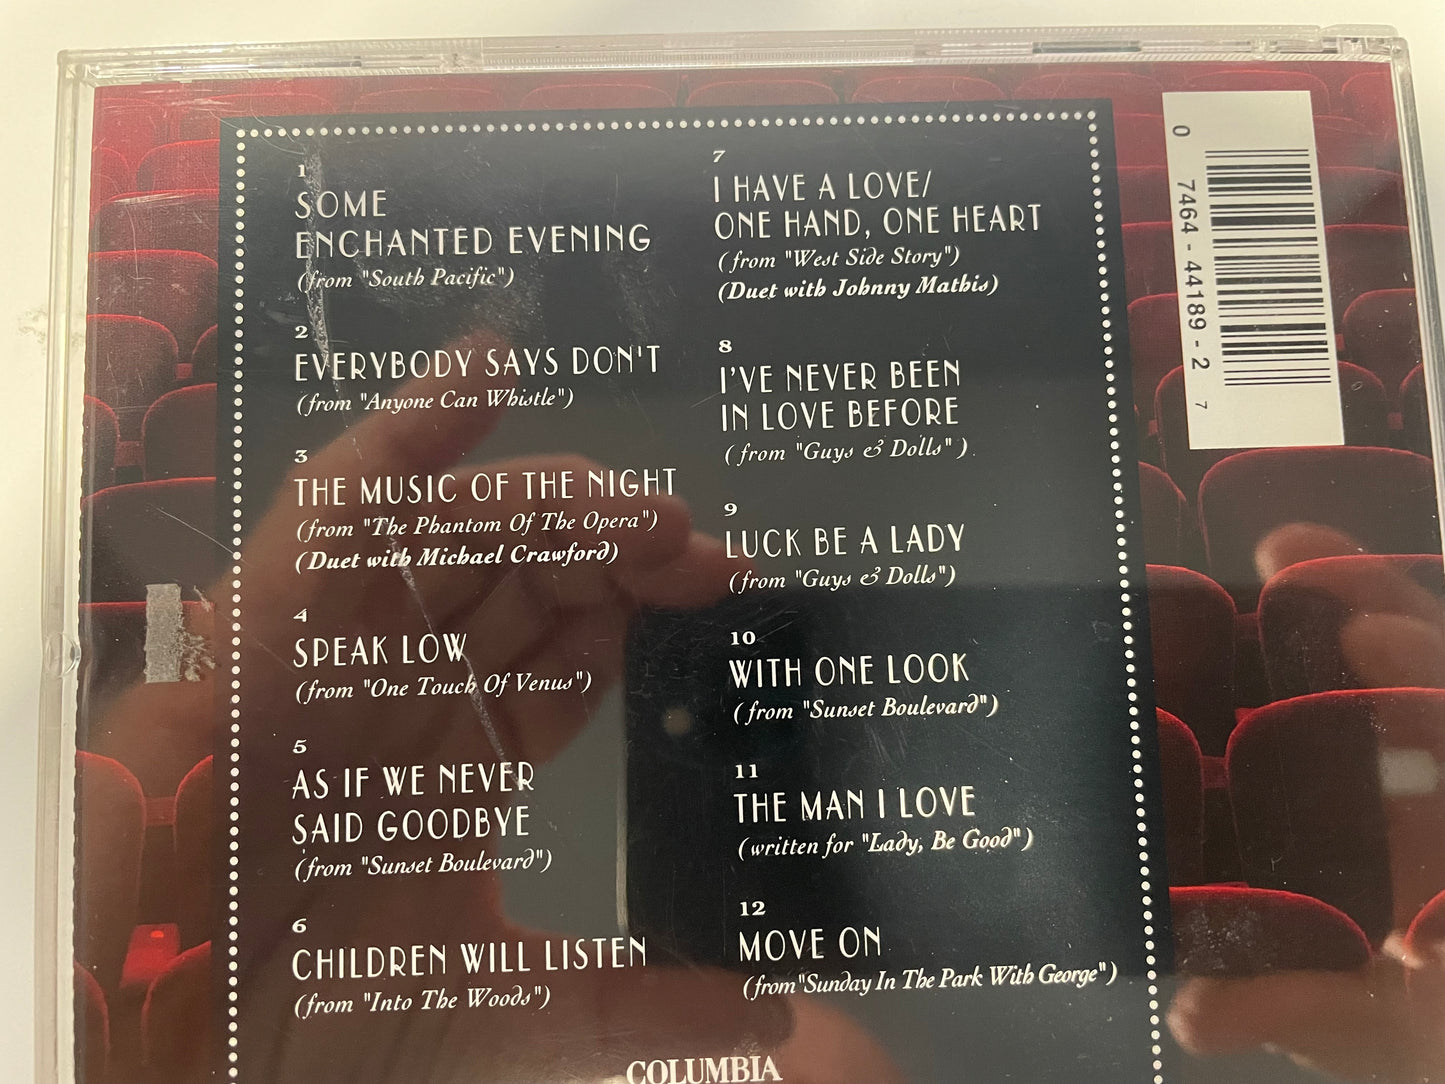 1
SOME
ENCHANTED EVENING
(from "South Pacific")
2
EVERYBODY SAYS DON'T
(from "Anyone Can Whistle")
3
THE MUSIC OF THE NIGHT
(from "The Phantom Of The Opera")
(Duet with Michael Crawford)
4
SPEAK LOW
(from "One Touch Of Venus")
5
AS IF WE NEVER
SAID GOODBYE
(from "Sunset Boulevard")
6
CHILDREN WILL LISTEN
(from "Into The Woods")
7
I HAVE A LOVE/
ONE HAND, ONE HEART
(from "West Side Story")
(Duet with Johnny Mathis)
8
I'VE NEVER BEEN
IN LOVE BEFORE
(from "Guys & Dolls")
9
LUCK BE A LADY
(from "Guys & Dolls")
10
WITH ONE LOOK
(from "Sunset Boulevard")
11
THE MAN I LOVE
(written for "Lady, Be Good")
12
MOVE ON
(from "Sunday In The Park With George")
COLUMBIA
0 7464-44189-2 7